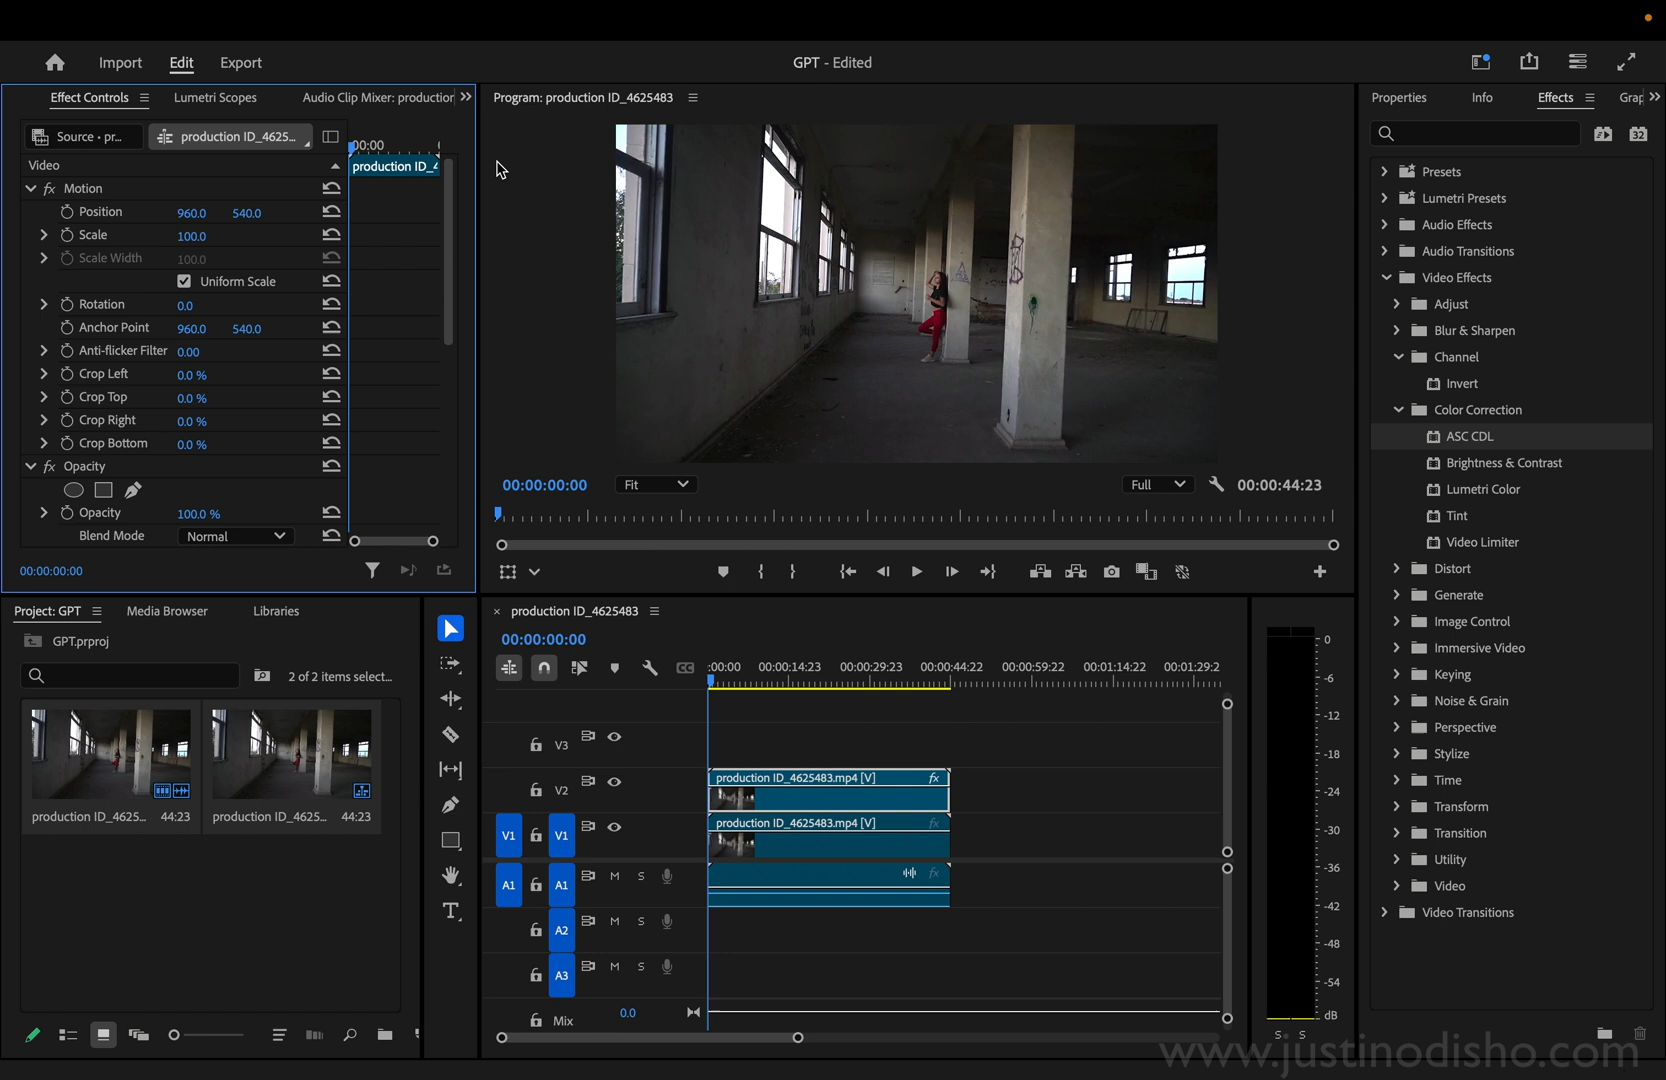 Import Edit Export GPT - Edited
Effect Controls Lumetri Scopes Audio Clip Mixer: production
Program: production ID_4625483
Properties Info Effects Grap
Source • pr... production ID_4625...
:00:00
production ID_4
Video
Motion
Position 960.0 540.0
Scale 100.0
Scale Width 100.0
Uniform Scale
Rotation 0.0
Anchor Point 960.0 540.0
Anti-flicker Filter 0.00
Crop Left 0.0 %
Crop Top 0.0 %
Crop Right 0.0 %
Crop Bottom 0.0 %
Opacity
Opacity 100.0 %
Blend Mode Normal
00:00:00:00
00:00:00:00 Fit Full 00:00:44:23
Presets
Lumetri Presets
Audio Effects
Audio Transitions
Video Effects
Adjust
Blur & Sharpen
Channel
Invert
Color Correction
ASC CDL
Brightness & Contrast
Lumetri Color
Tint
Video Limiter
Distort
Generate
Image Control
Immersive Video
Keying
Noise & Grain
Perspective
Stylize
Time
Transform
Transition
Utility
Video
Video Transitions
Project: GPT Media Browser Libraries
GPT.prproj
2 of 2 items select...
production ID_4625... 44:23 production ID_4625... 44:23
× production ID_4625483
00:00:00:00
:00:00 00:00:14:23 00:00:29:23 00:00:44:22 00:00:59:22 00:01:14:22 00:01:29:2
V3
V2
production ID_4625483.mp4 [V] fx
V1 V1
production ID_4625483.mp4 [V] fx
A1 A1 M S
fx
A2 M S
A3 M S
Mix 0.0
0
-6
-12
-18
-24
-30
-36
-42
-48
-54
dB
S S
www.justinodisho.com